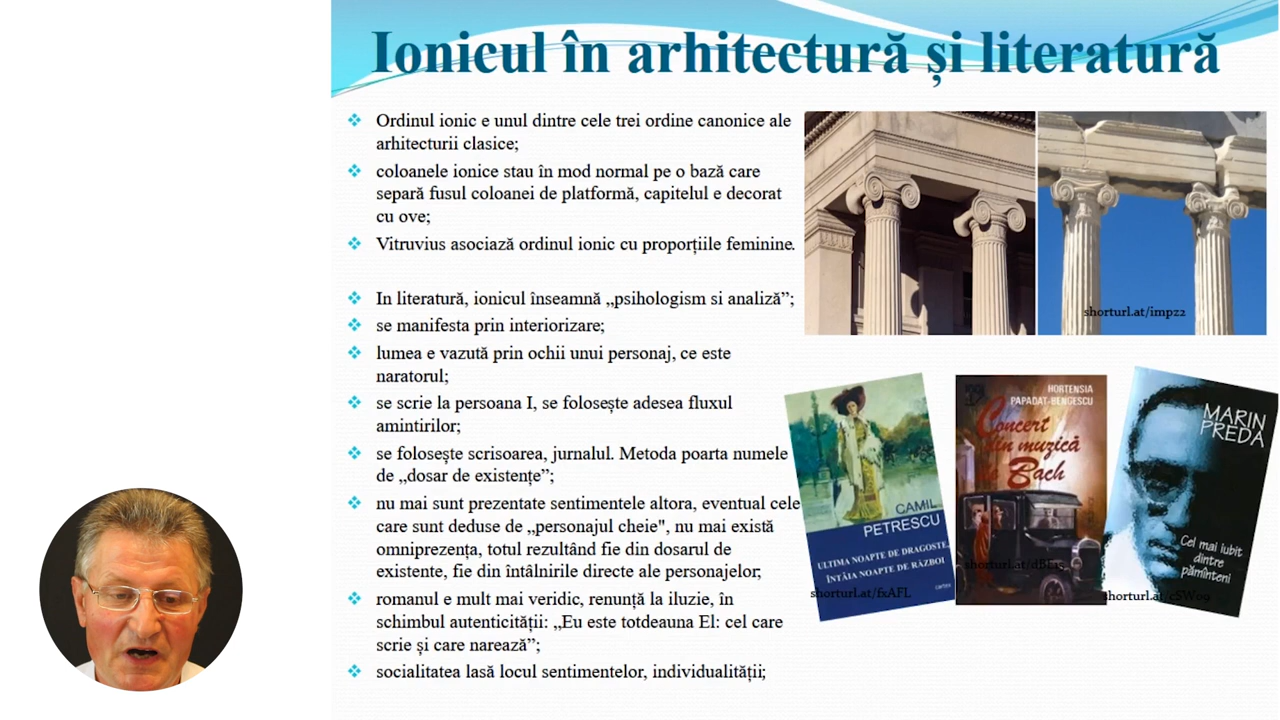 Ionicul în arhitectură și literatură
Ordinul ionic e unul dintre cele trei ordine canonice ale
arhitecturii clasice;
coloanele ionice stau în mod normal pe o bază care
separă fusul coloanei de platformă, capitelul e decorat
cu ove;
Vitruvius asociază ordinul ionic cu proporțiile feminine.
In literatură, ionicul înseamnă „psihologism si analiză”;
se manifesta prin interiorizare;
lumea e vazută prin ochii unui personaj, ce este
naratorul;
se scrie la persoana I, se folosește adesea fluxul
amintirilor;
se folosește scrisoarea, jurnalul. Metoda poarta numele
de „dosar de existențe”;
nu mai sunt prezentate sentimentele altora, eventual cele
care sunt deduse de „personajul cheie", nu mai există
omniprezența, totul rezultând fie din dosarul de
existente, fie din intâlnirile directe ale personajelor;
romanul e mult mai veridic, renunță la iluzie, în
schimbul autenticității: „Eu este totdeauna El: cel care
scrie și care narează”;
socialitatea lasă locul sentimentelor, individualității;
shorturl.at/impz2
CAMIL
PETRESCU
ULTIMA NOAPTE DE DRAGOSTE,
ÎNTÂIA NOAPTE DE RĂZBOI
shorturl.at/fxAFL
HORTENSIA
PAPADAT-BENGESCU
Concert
din muzică
de Bach
MARIN
PREDA
Cel mai iubit
dintre
pământeni